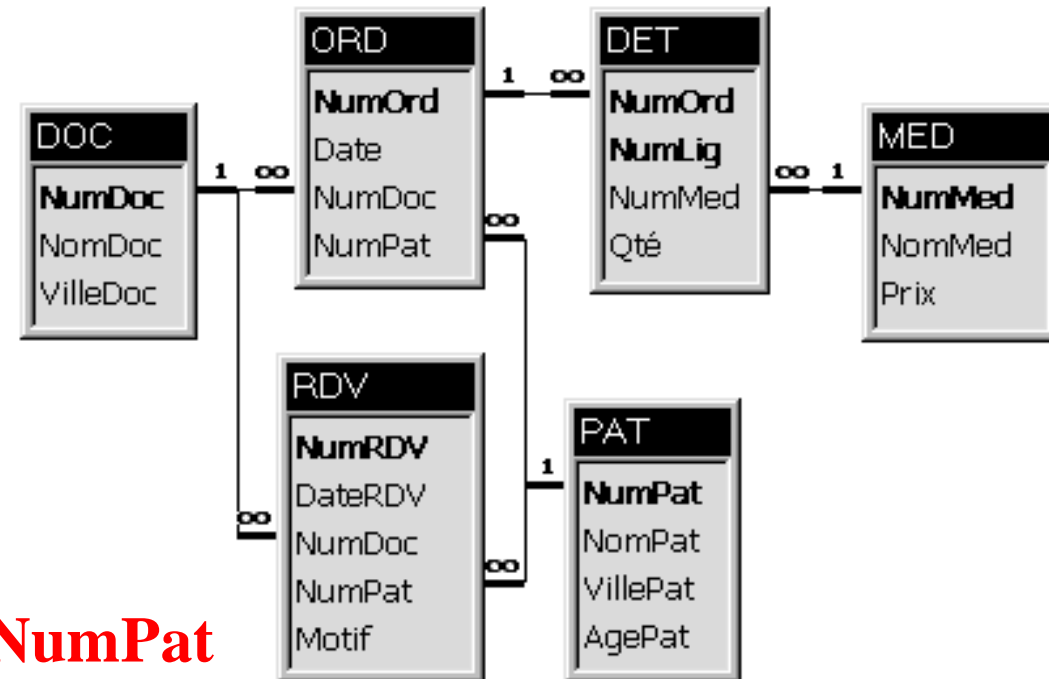 ORD
NumOrd
Date
NumDoc
NumPat
DET
NumOrd
NumLig
NumMed
Qté
DOC
NumDoc
NomDoc
VilleDoc
MED
NumMed
NomMed
Prix
RDV
NumRDV
DateRDV
NumDoc
NumPat
Motif
PAT
NumPat
NomPat
VillePat
AgePat
1 ∞
1 ∞
∞ 1
∞
∞
1
∞
NumPat